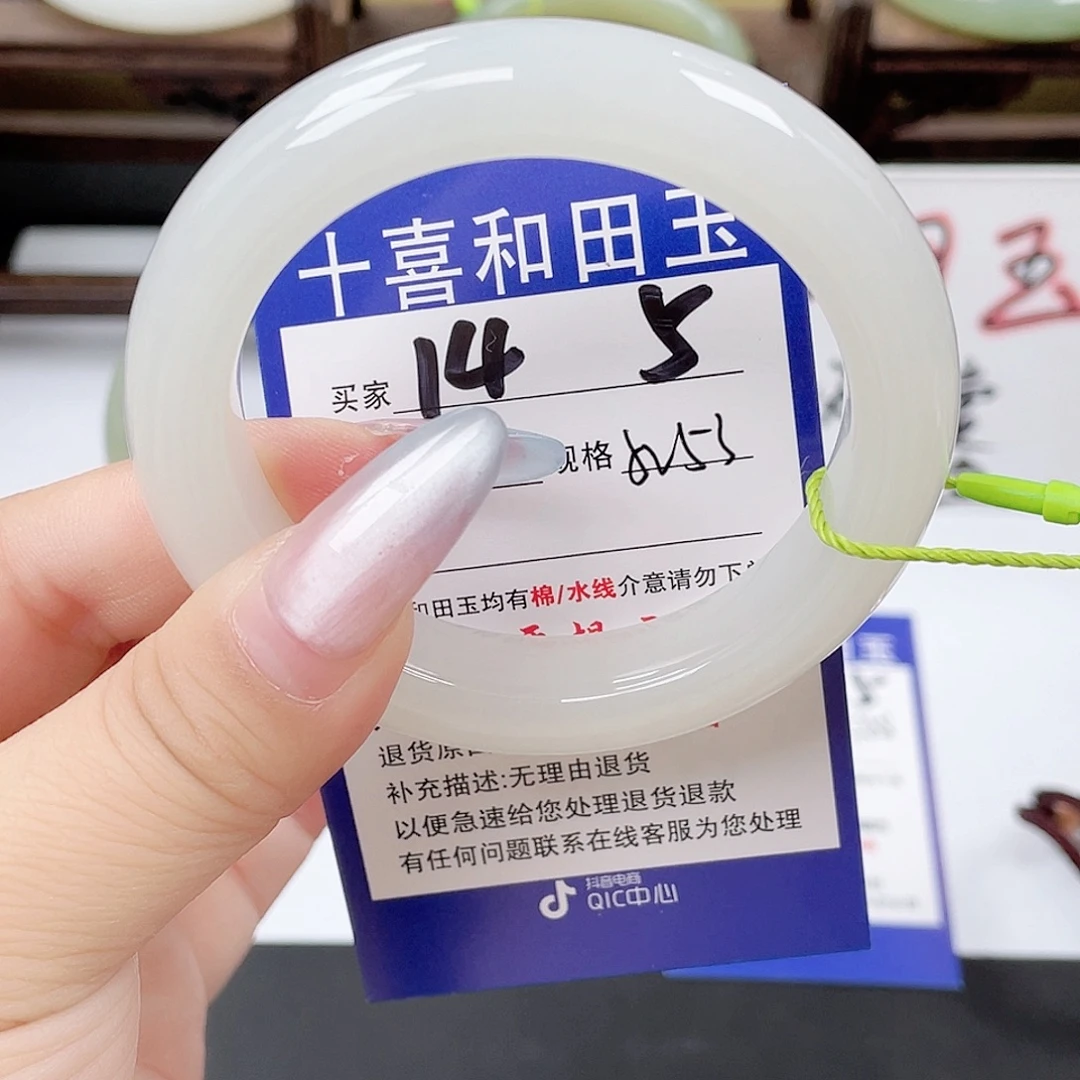 十喜和田玉
买家 14 5
规格
和田玉均有棉/水线介意请勿下
退货原
补充描述:无理由退货
以便急速给您处理退货退款
有任何问题联系在线客服为您处理
抖音电商
QIC中心
玉
玉